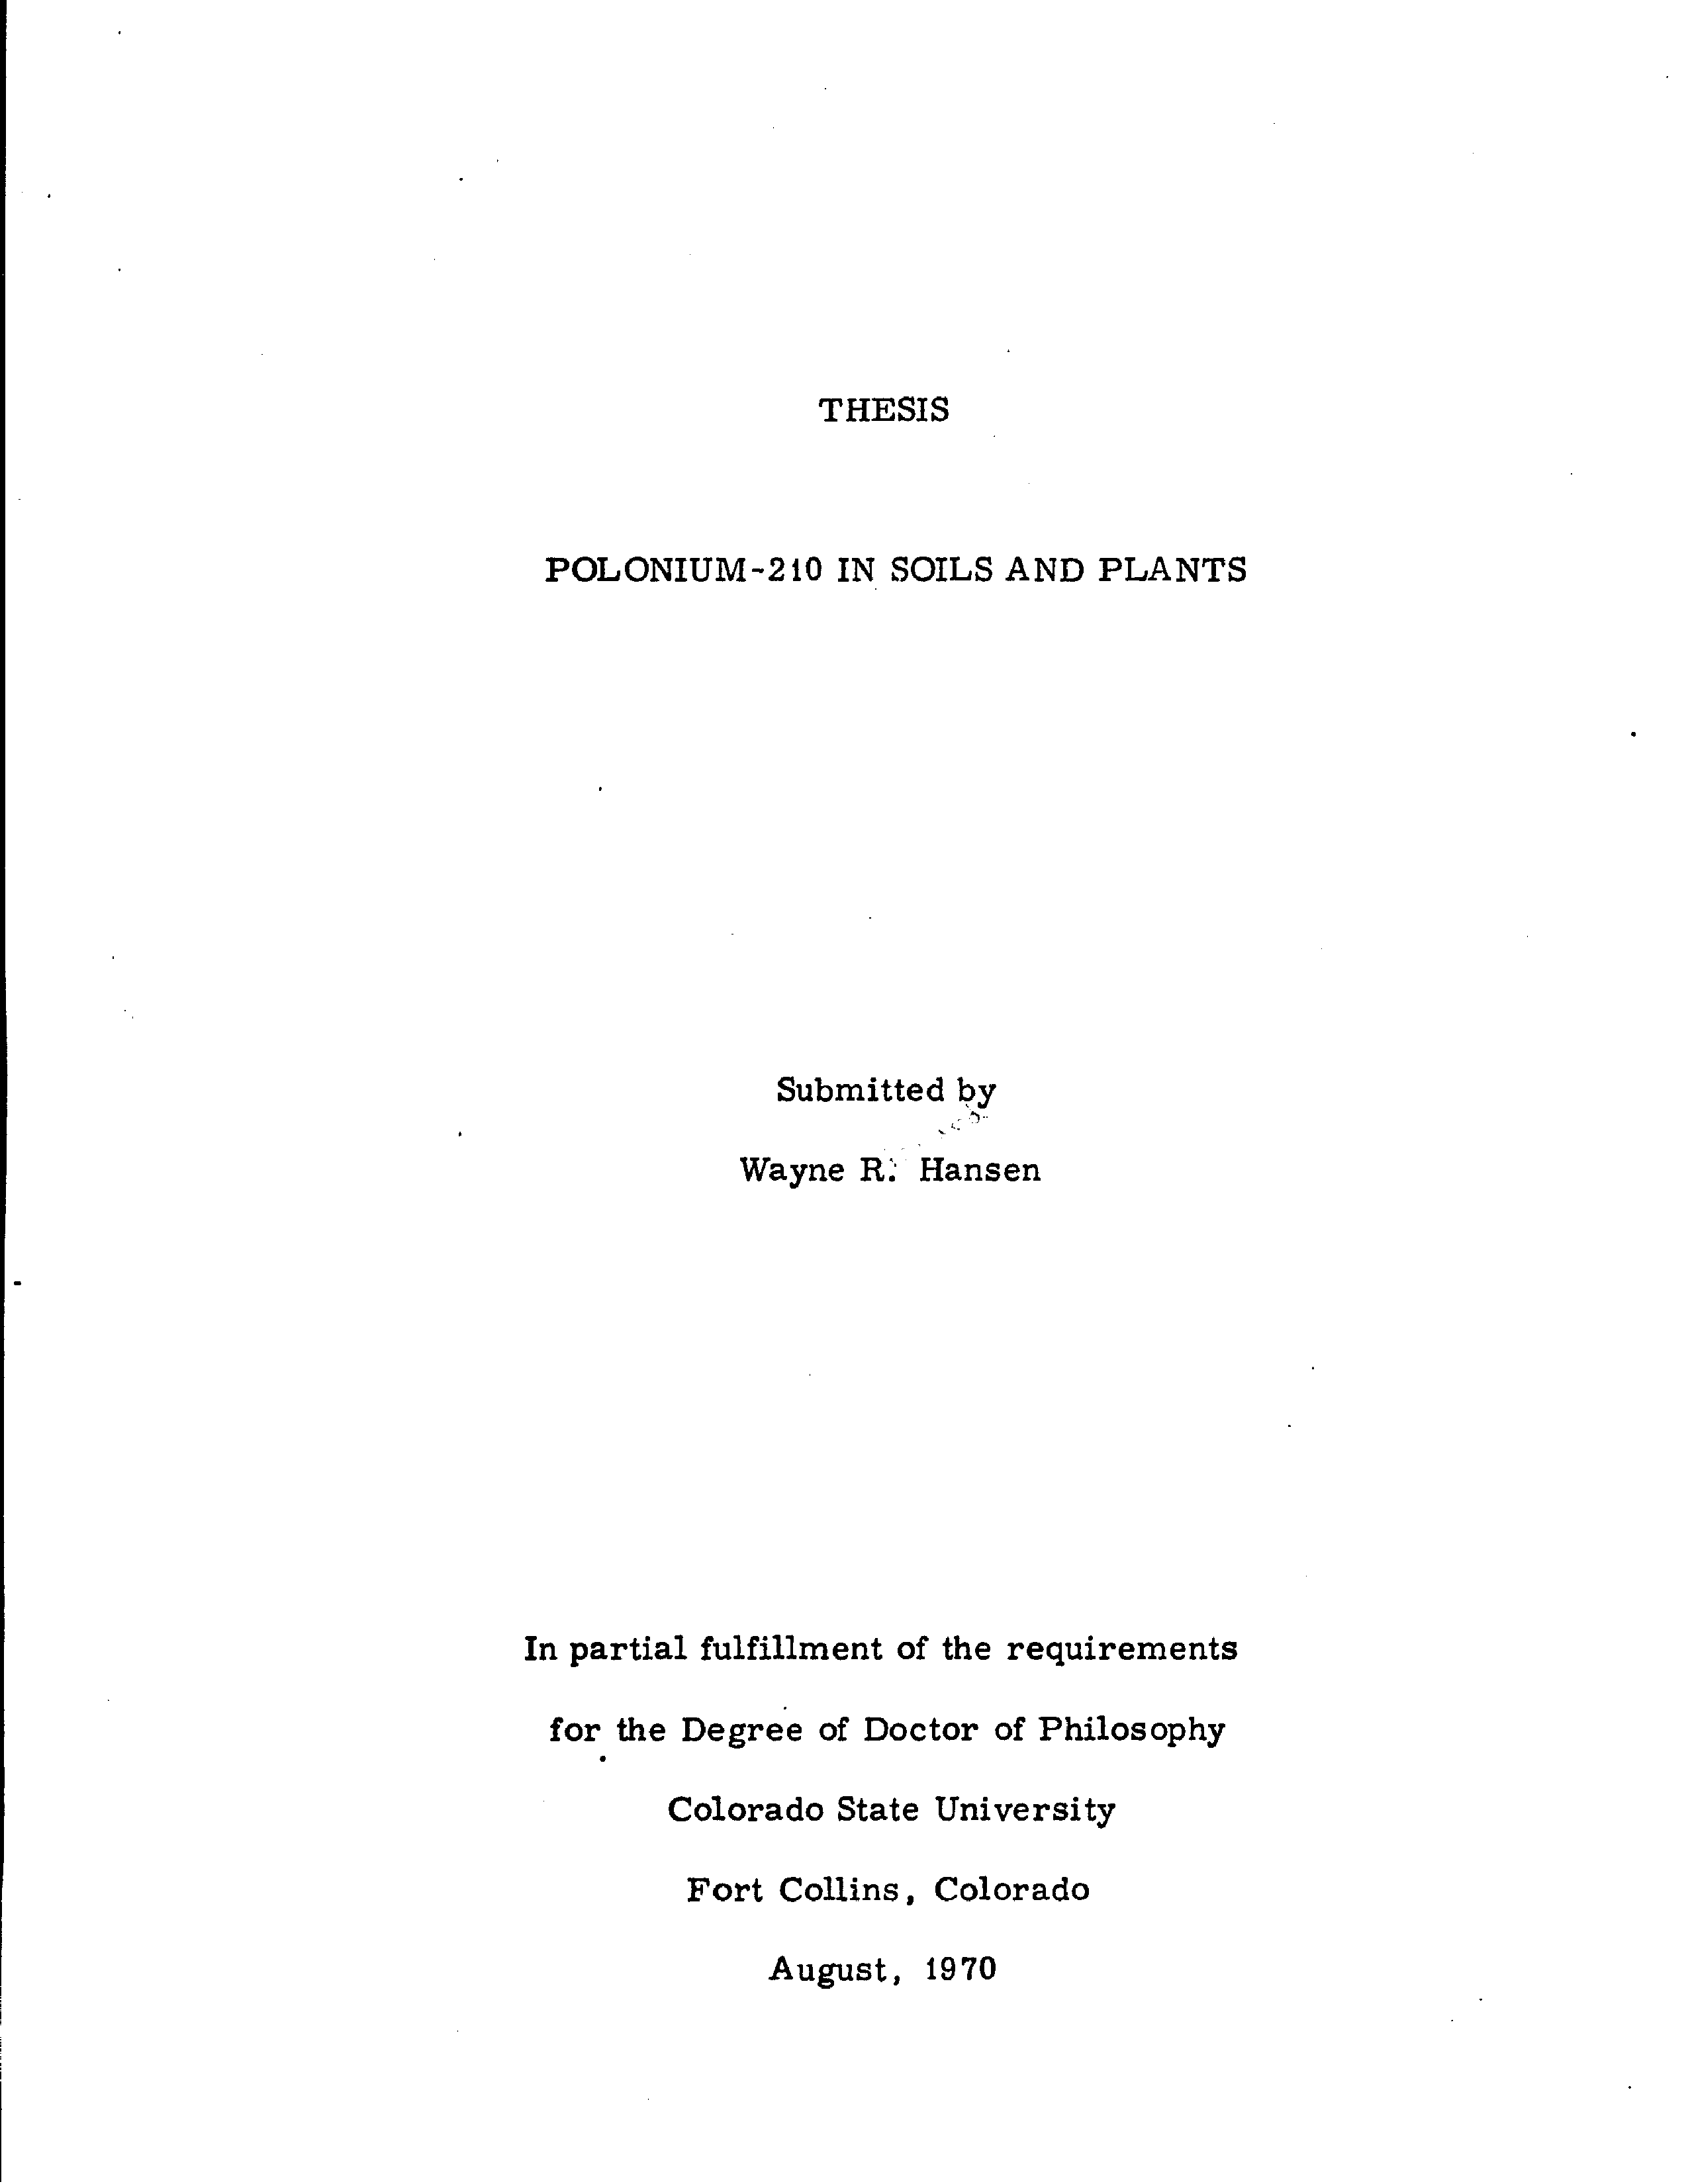 THESIS
POLONIUM-210 IN SOILS AND PLANTS
Submitted by
Wayne R. Hansen
In partial fulfillment of the requirements
for the Degree of Doctor of Philosophy
Colorado State University
Fort Collins, Colorado
August, 1970